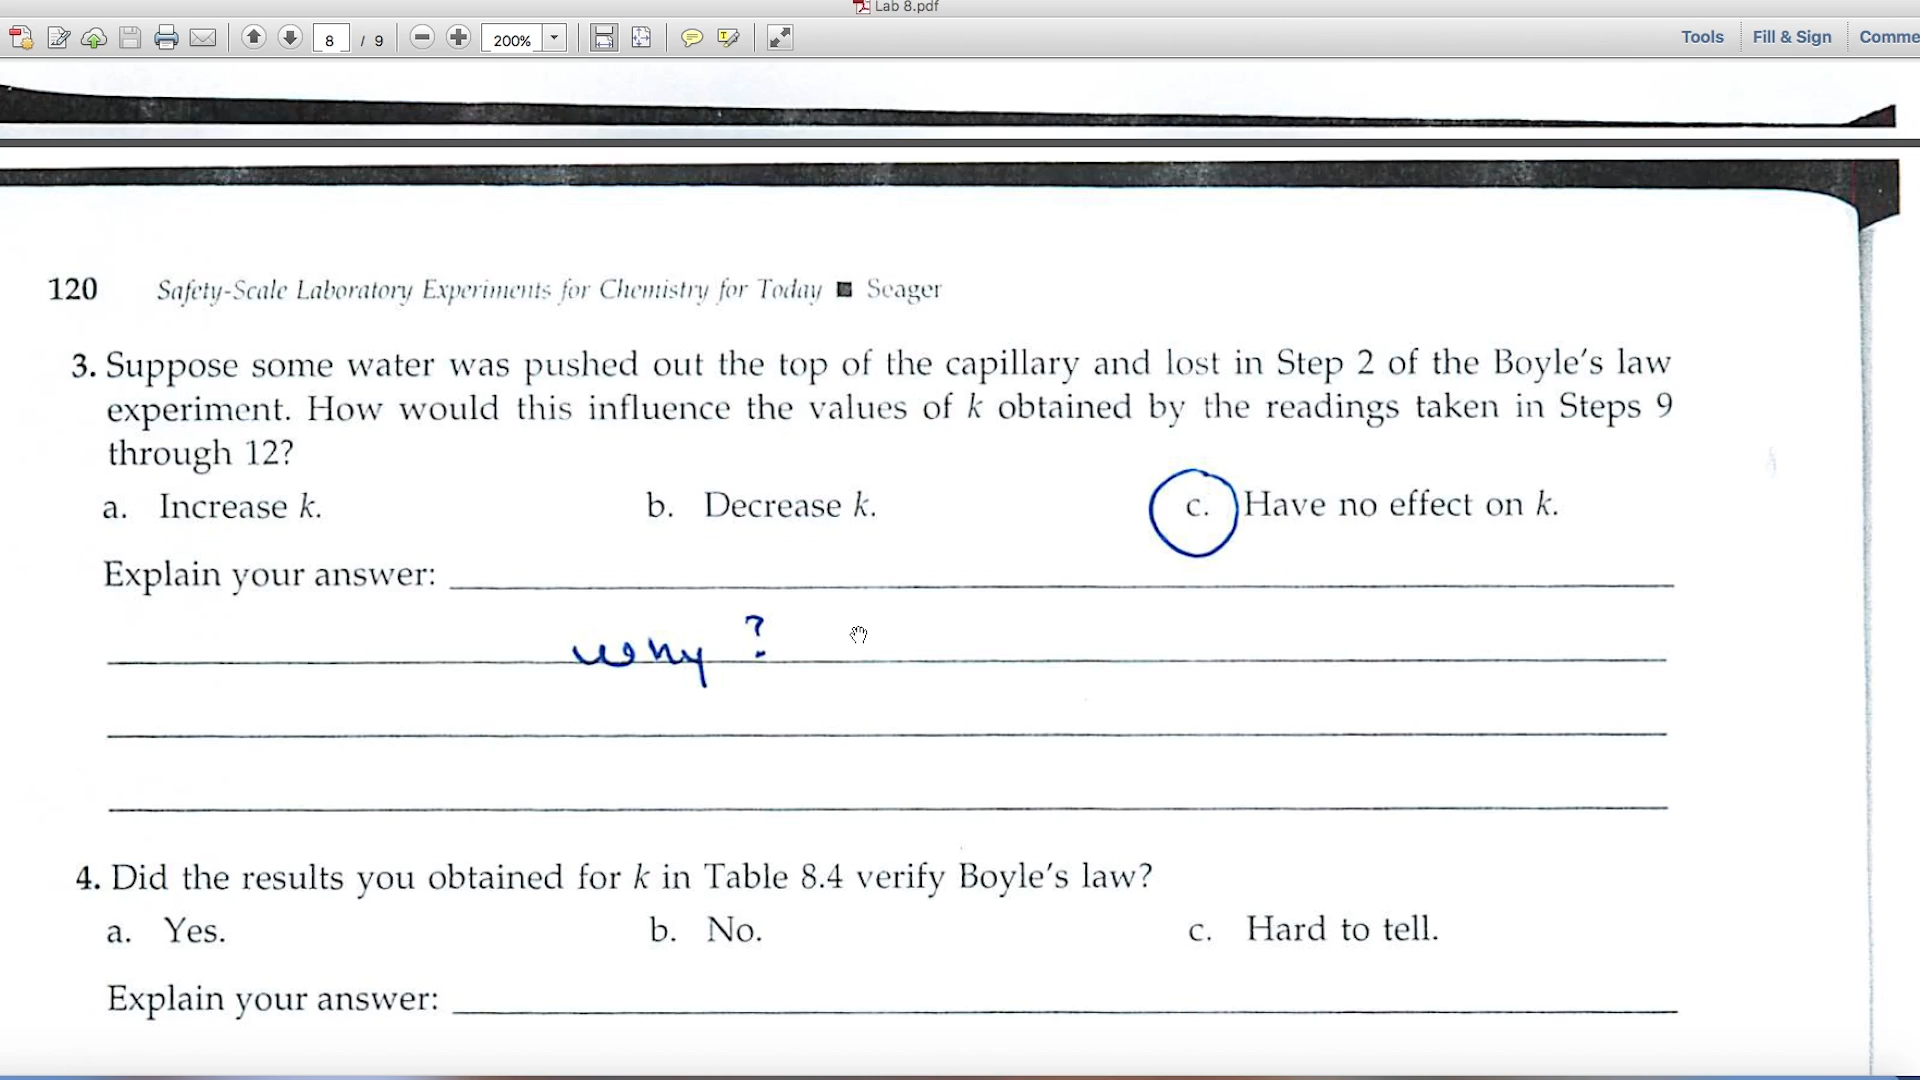 Lab 8.pdf
8 / 9 200% Tools Fill & Sign Comme
120 Safety-Scale Laboratory Experiments for Chemistry for Today ■ Seager
3. Suppose some water was pushed out the top of the capillary and lost in Step 2 of the Boyle's law
experiment. How would this influence the values of k obtained by the readings taken in Steps 9
through 12?
a. Increase k. b. Decrease k. c. Have no effect on k.
Explain your answer:
why ?
4. Did the results you obtained for k in Table 8.4 verify Boyle's law?
a. Yes. b. No. c. Hard to tell.
Explain your answer: